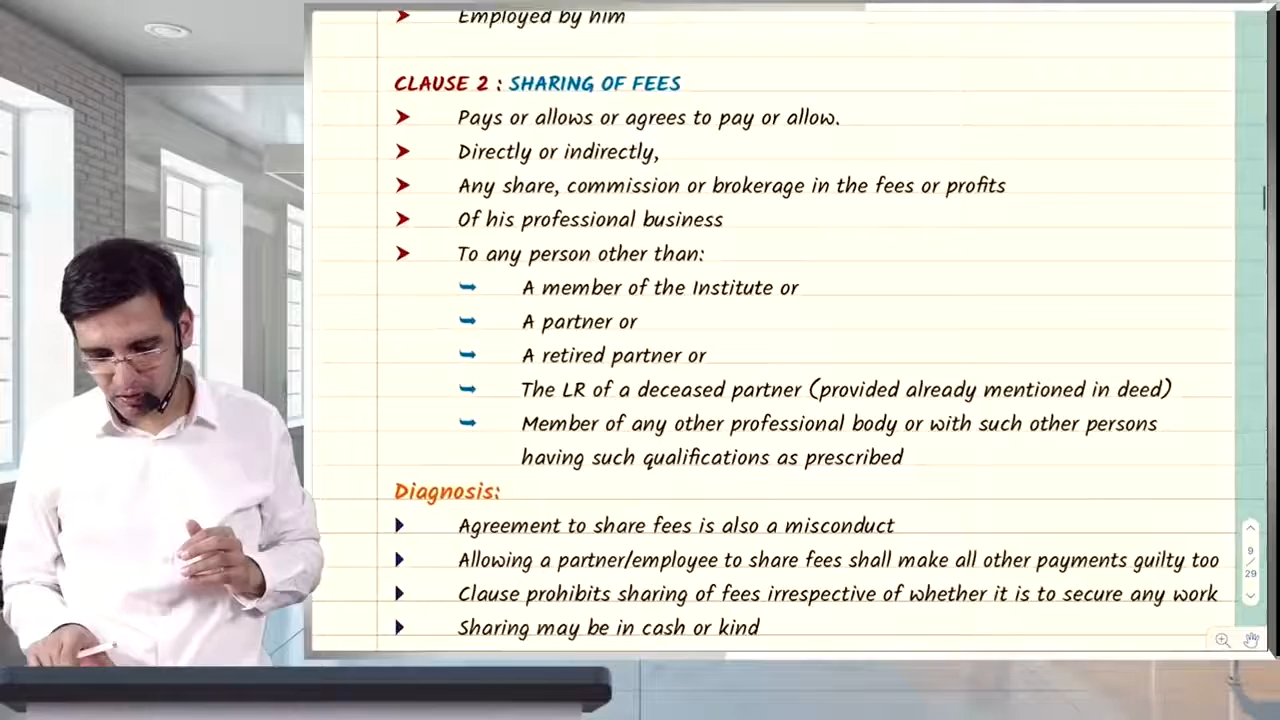 Employed by him
CLAUSE 2 : SHARING OF FEES
Pays or allows or agrees to pay or allow.
Directly or indirectly,
Any share, commission or brokerage in the fees or profits
Of his professional business
To any person other than:
A member of the Institute or
A partner or
A retired partner or
The LR of a deceased partner (provided already mentioned in deed)
Member of any other professional body or with such other persons
having such qualifications as prescribed
Diagnosis:
Agreement to share fees is also a misconduct
Allowing a partner/employee to share fees shall make all other payments guilty too
Clause prohibits sharing of fees irrespective of whether it is to secure any work
Sharing may be in cash or kind
9
/
29